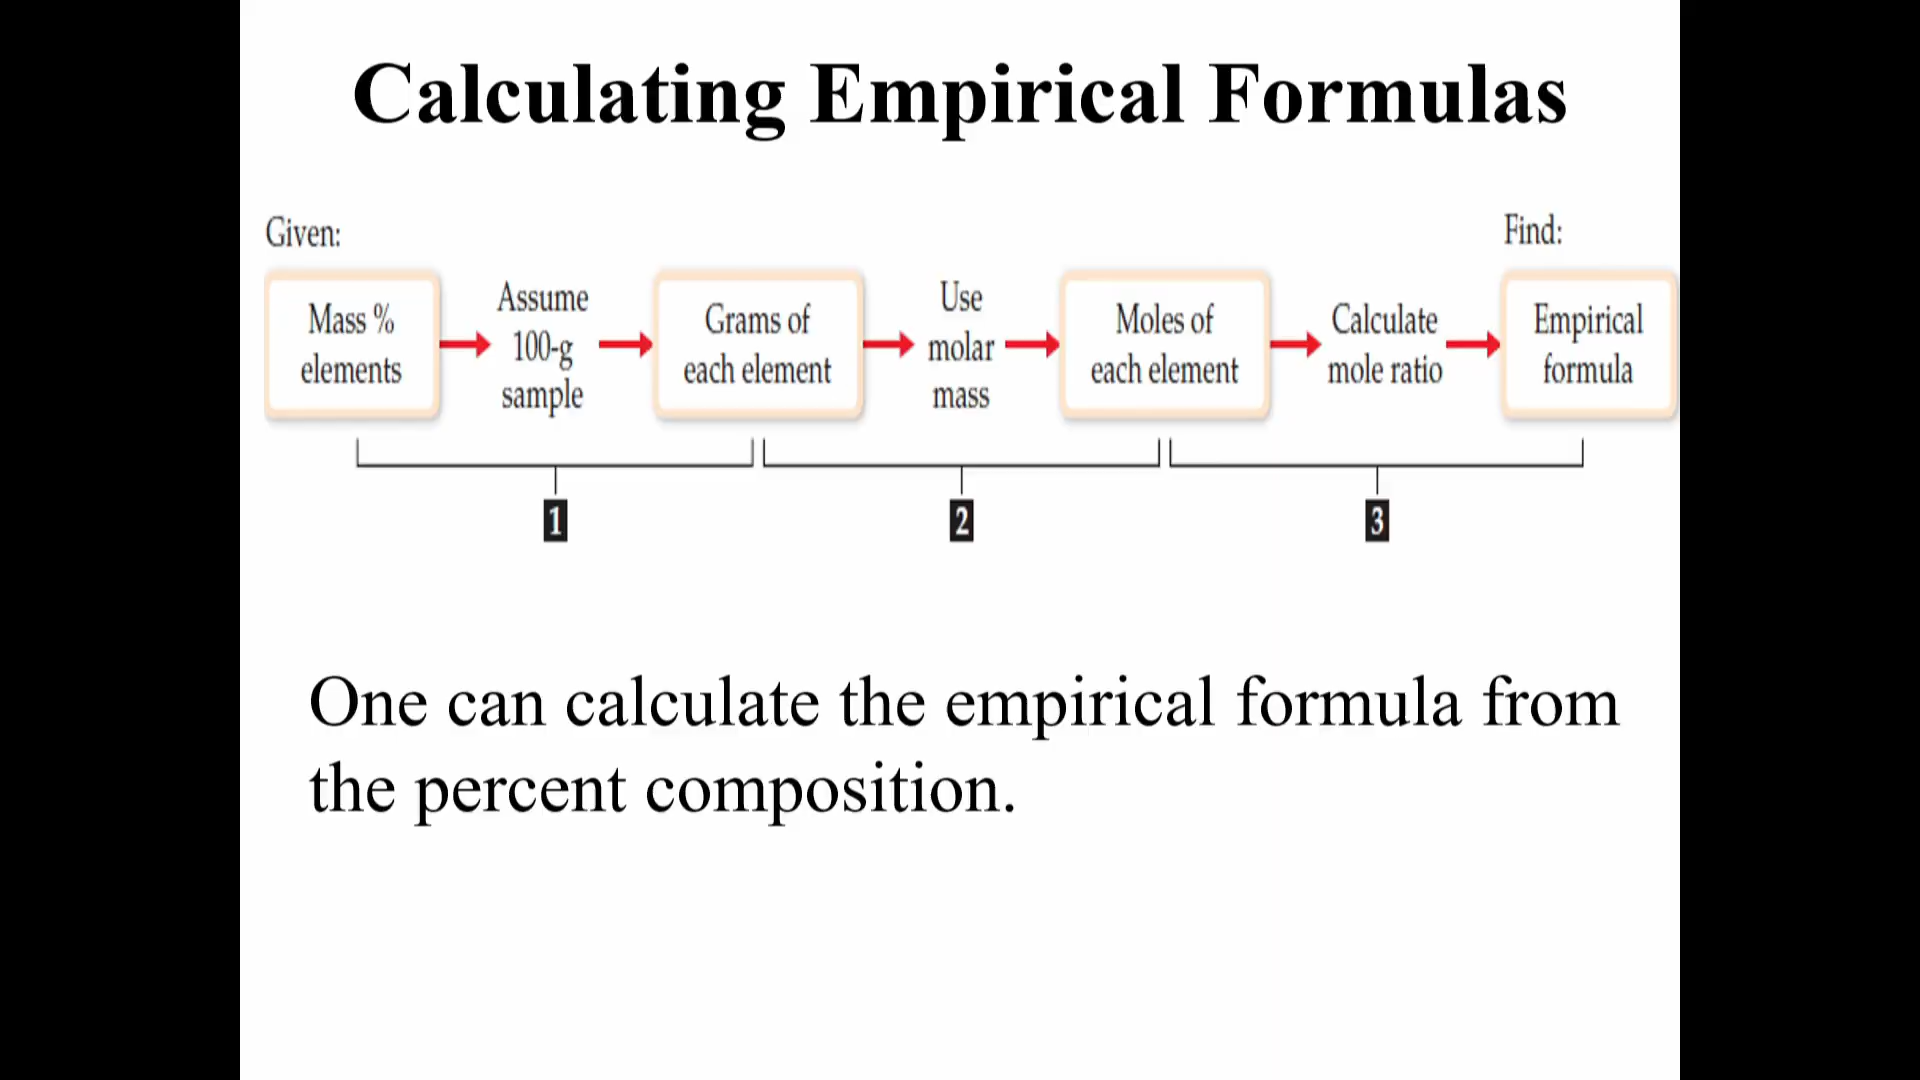 Calculating Empirical Formulas
Given:
Find:
Mass %
elements
Assume
100-g
sample
Grams of
each element
Use
molar
mass
Moles of
each element
Calculate
mole ratio
Empirical
formula
1
2
3
One can calculate the empirical formula from
the percent composition.